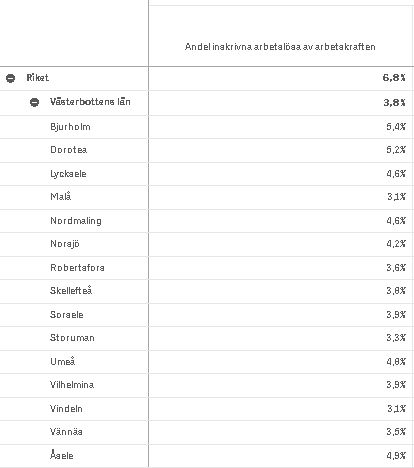 Andel inskrivna arbetslösa av arbetskraften
Riket 6,8%
Västerbottens län 3,8%
Bjurholm 5,4%
Dorotea 5,2%
Lycksele 4,6%
Malå 3,1%
Nordmaling 4,6%
Norsjö 4,2%
Robertsfors 3,6%
Skellefteå 3,8%
Sorsele 3,9%
Storuman 3,3%
Umeå
Vilhelmina 3,9%
Vindeln 3,1%
Vännäs 3,5%
Åsele 4,9%